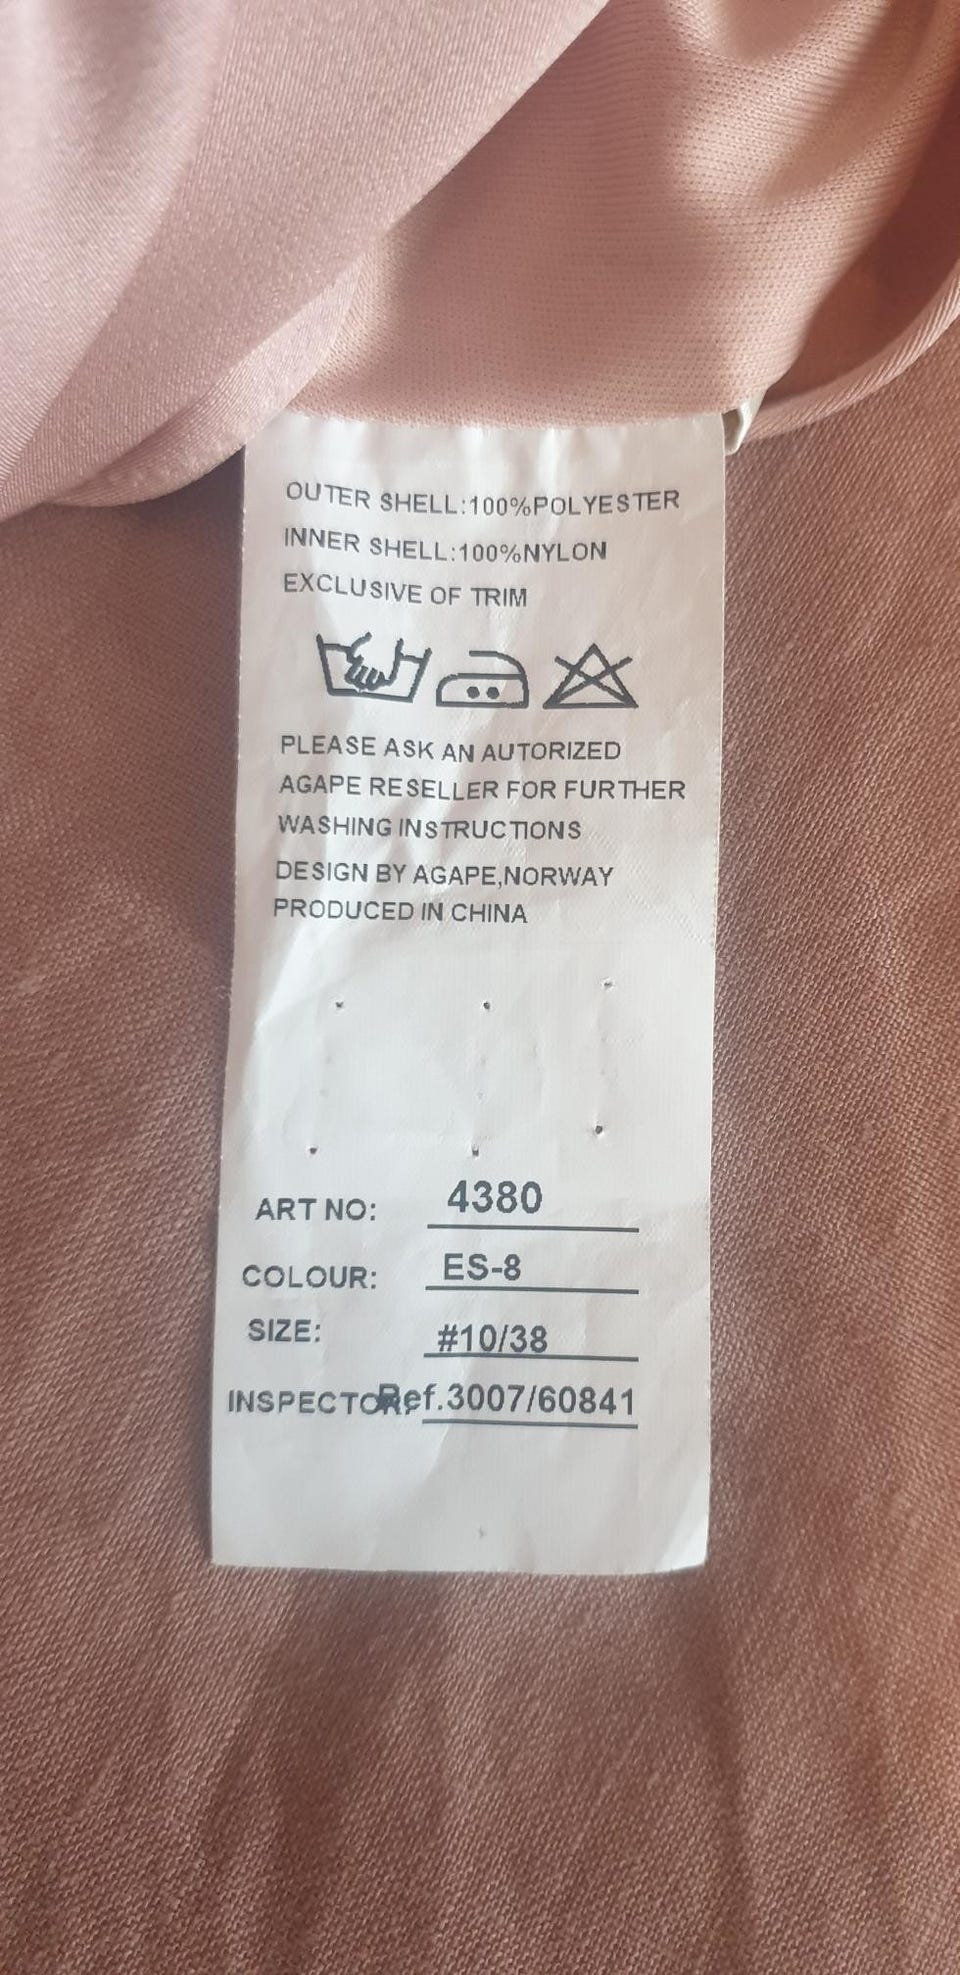 OUTER SHELL:100%POLYESTER
INNER SHELL:100%NYLON
EXCLUSIVE OF TRIM
PLEASE ASK AN AUTORIZED
AGAPE RESELLER FOR FURTHER
WASHING INSTRUCTIONS
DESIGN BY AGAPE,NORWAY
PRODUCED IN CHINA
ART NO: 4380
COLOUR: ES-8
SIZE: #10/38
INSPECTOR: Ref.3007/60841